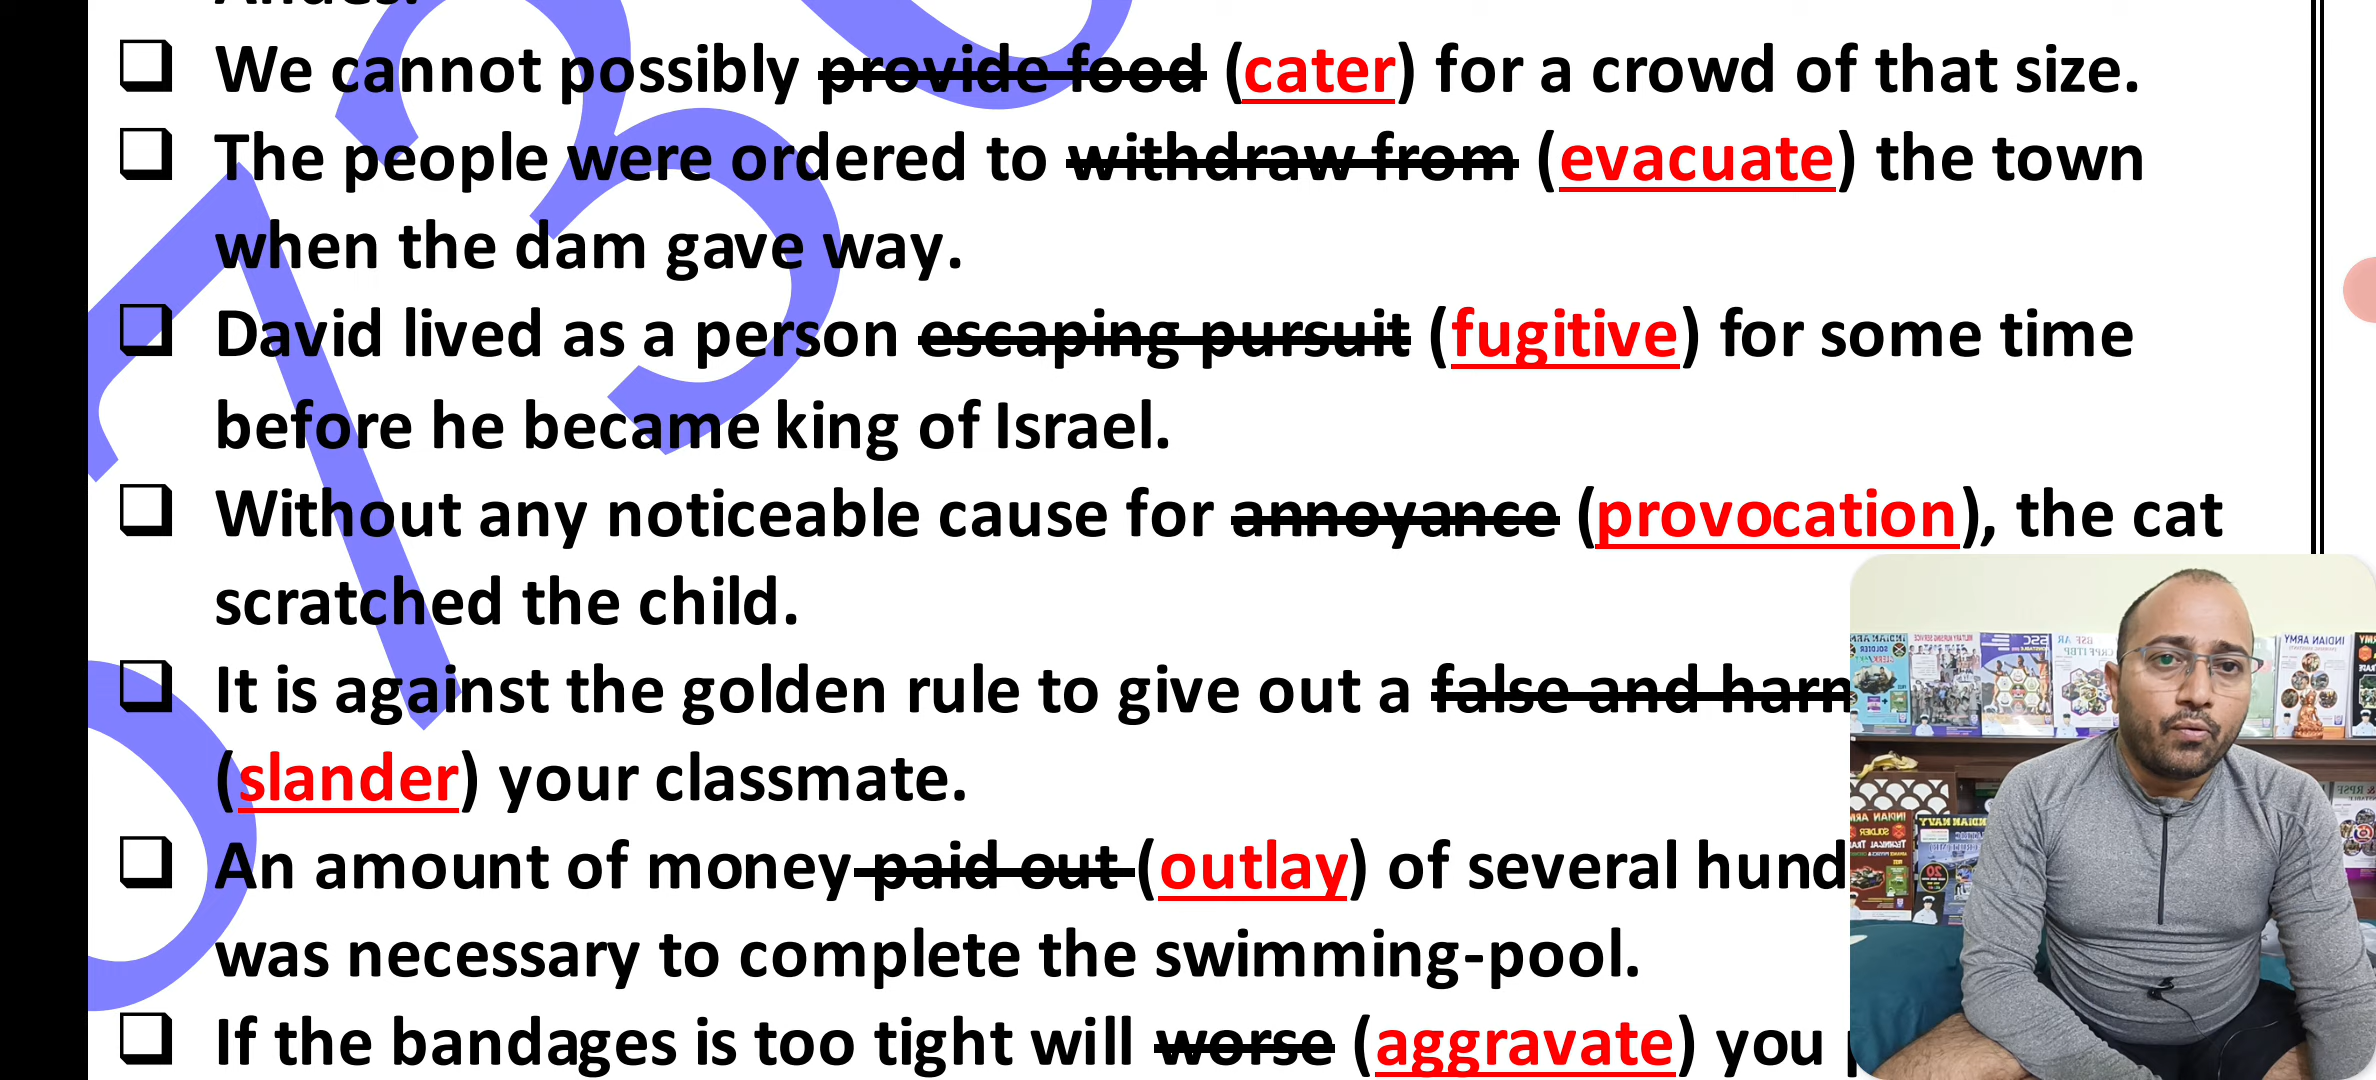 We cannot possibly provide food (cater) for a crowd of that size.
The people were ordered to withdraw from (evacuate) the town
when the dam gave way.
David lived as a person escaping pursuit (fugitive) for some time
before he became king of Israel.
Without any noticeable cause for annoyance (provocation), the cat
scratched the child.
It is against the golden rule to give out a false and
(slander) your classmate.
An amount of money paid out (outlay) of several
was necessary to complete the swimming-pool.
If the bandages is too tight will worse (aggravate) you